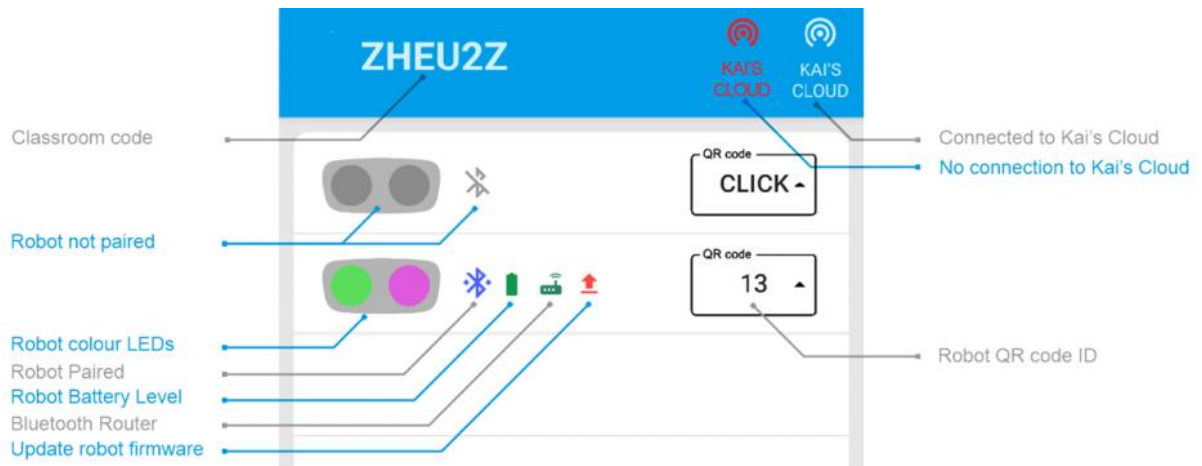 ZHEU2Z
KAI'S
CLOUD
KAI'S
CLOUD
Classroom code
Connected to Kai's Cloud
No connection to Kai's Cloud
QR code
CLICK
Robot not paired
QR code
13
Robot colour LEDs
Robot Paired
Robot Battery Level
Bluetooth Router
Update robot firmware
Robot QR code ID